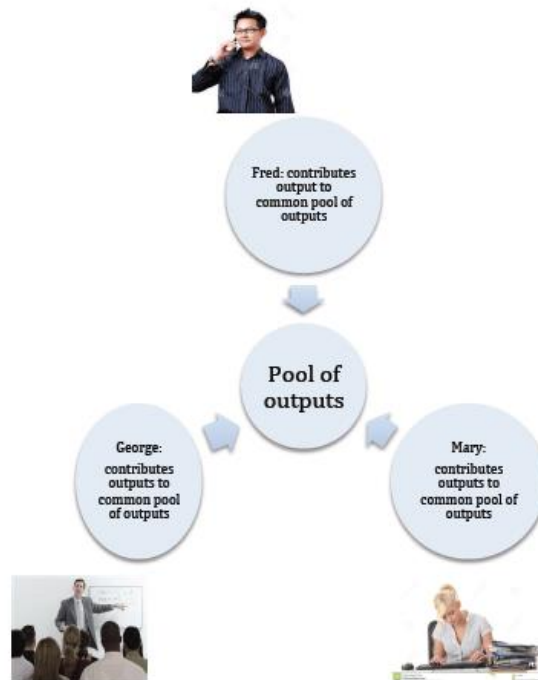 Fred: contributes
output to
common pool of
outputs
Pool of
outputs
George:
contributes
outputs to
common pool
of outputs
Mary:
contributes
outputs to
common pool of
outputs